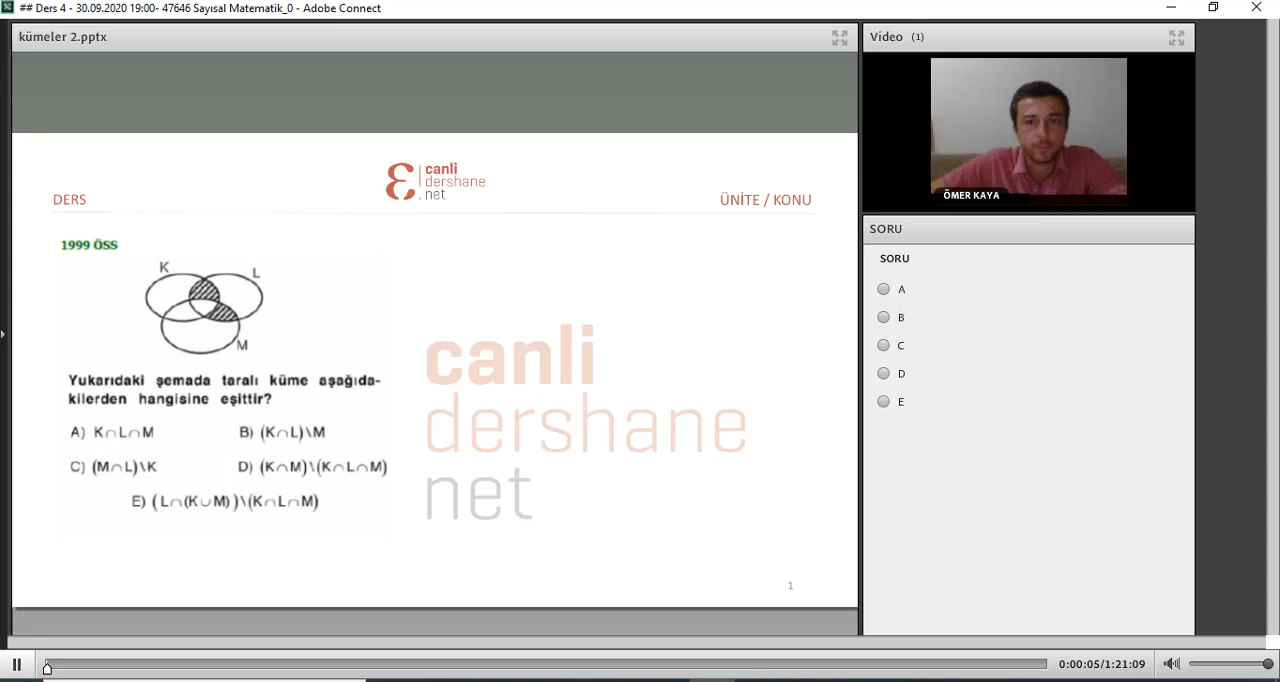 ## Ders 4 - 30.09.2020 19:00- 47646 Sayısal Matematik_0 - Adobe Connect
kümeler 2.pptx
canli
dershane
. net
DERS
ÜNİTE / KONU
1999 ÖSS
K
L
M
Yukarıdaki şemada taralı küme aşağıda-
kilerden hangisine eşittir?
A) K∩L∩M
B) (K∩L)\M
C) (M∩L)\K
D) (K∩M)\(K∩L∩M)
E) (L∩(K∪M))\(K∩L∩M)
canli
dershane
net
1
Video (1)
ÖMER KAYA
SORU
SORU
A
B
C
D
E
0:00:05/1:21:09